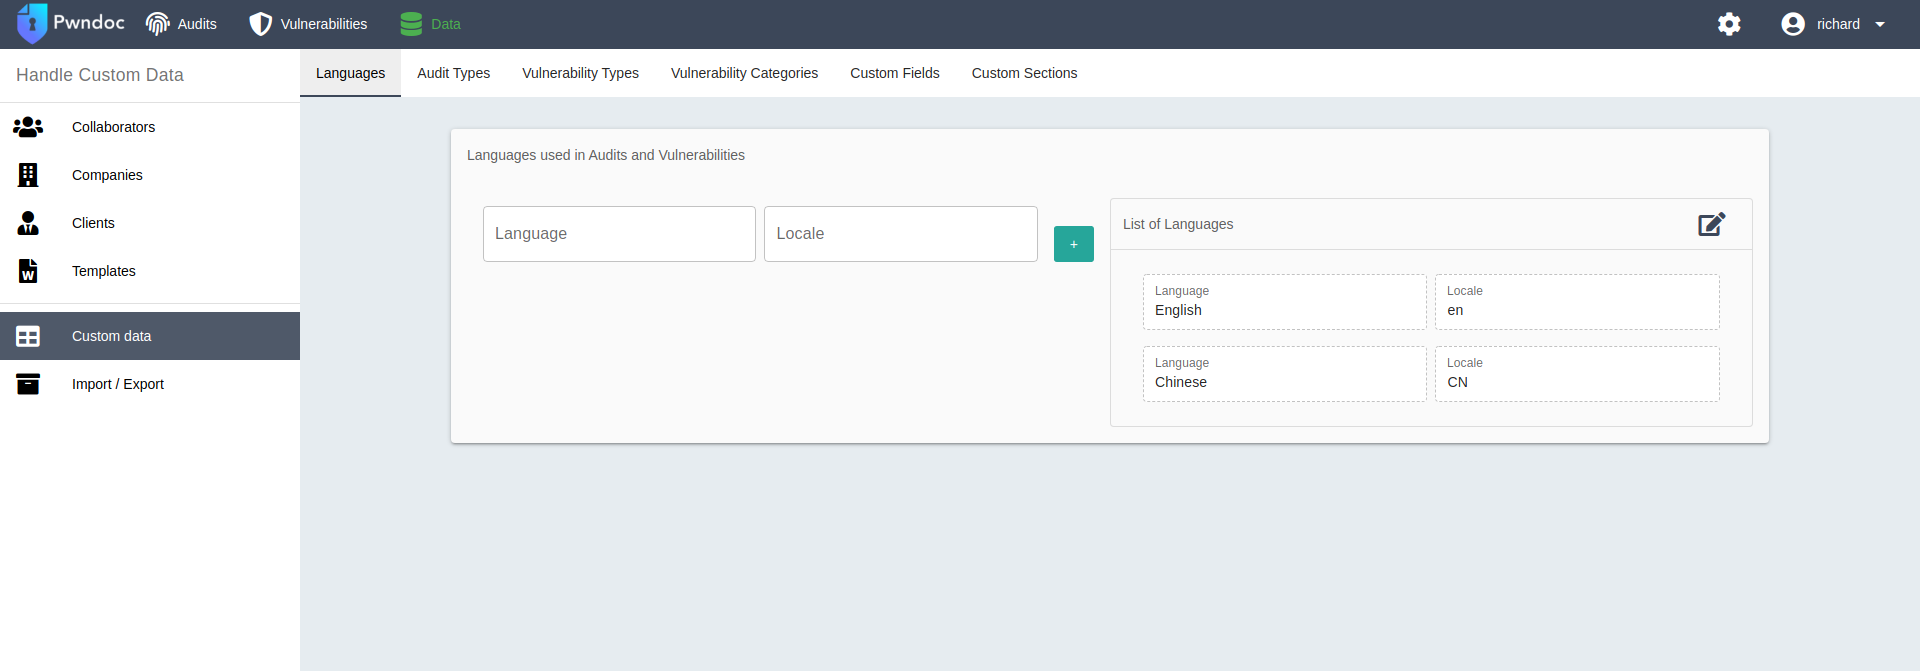 Pwndoc
Audits
Vulnerabilities
Data
richard
Handle Custom Data
Collaborators
Companies
Clients
Templates
Custom data
Import / Export
Languages
Audit Types
Vulnerability Types
Vulnerability Categories
Custom Fields
Custom Sections
Languages used in Audits and Vulnerabilities
Language
Locale
+
List of Languages
Language
English
Locale
en
Language
Chinese
Locale
CN